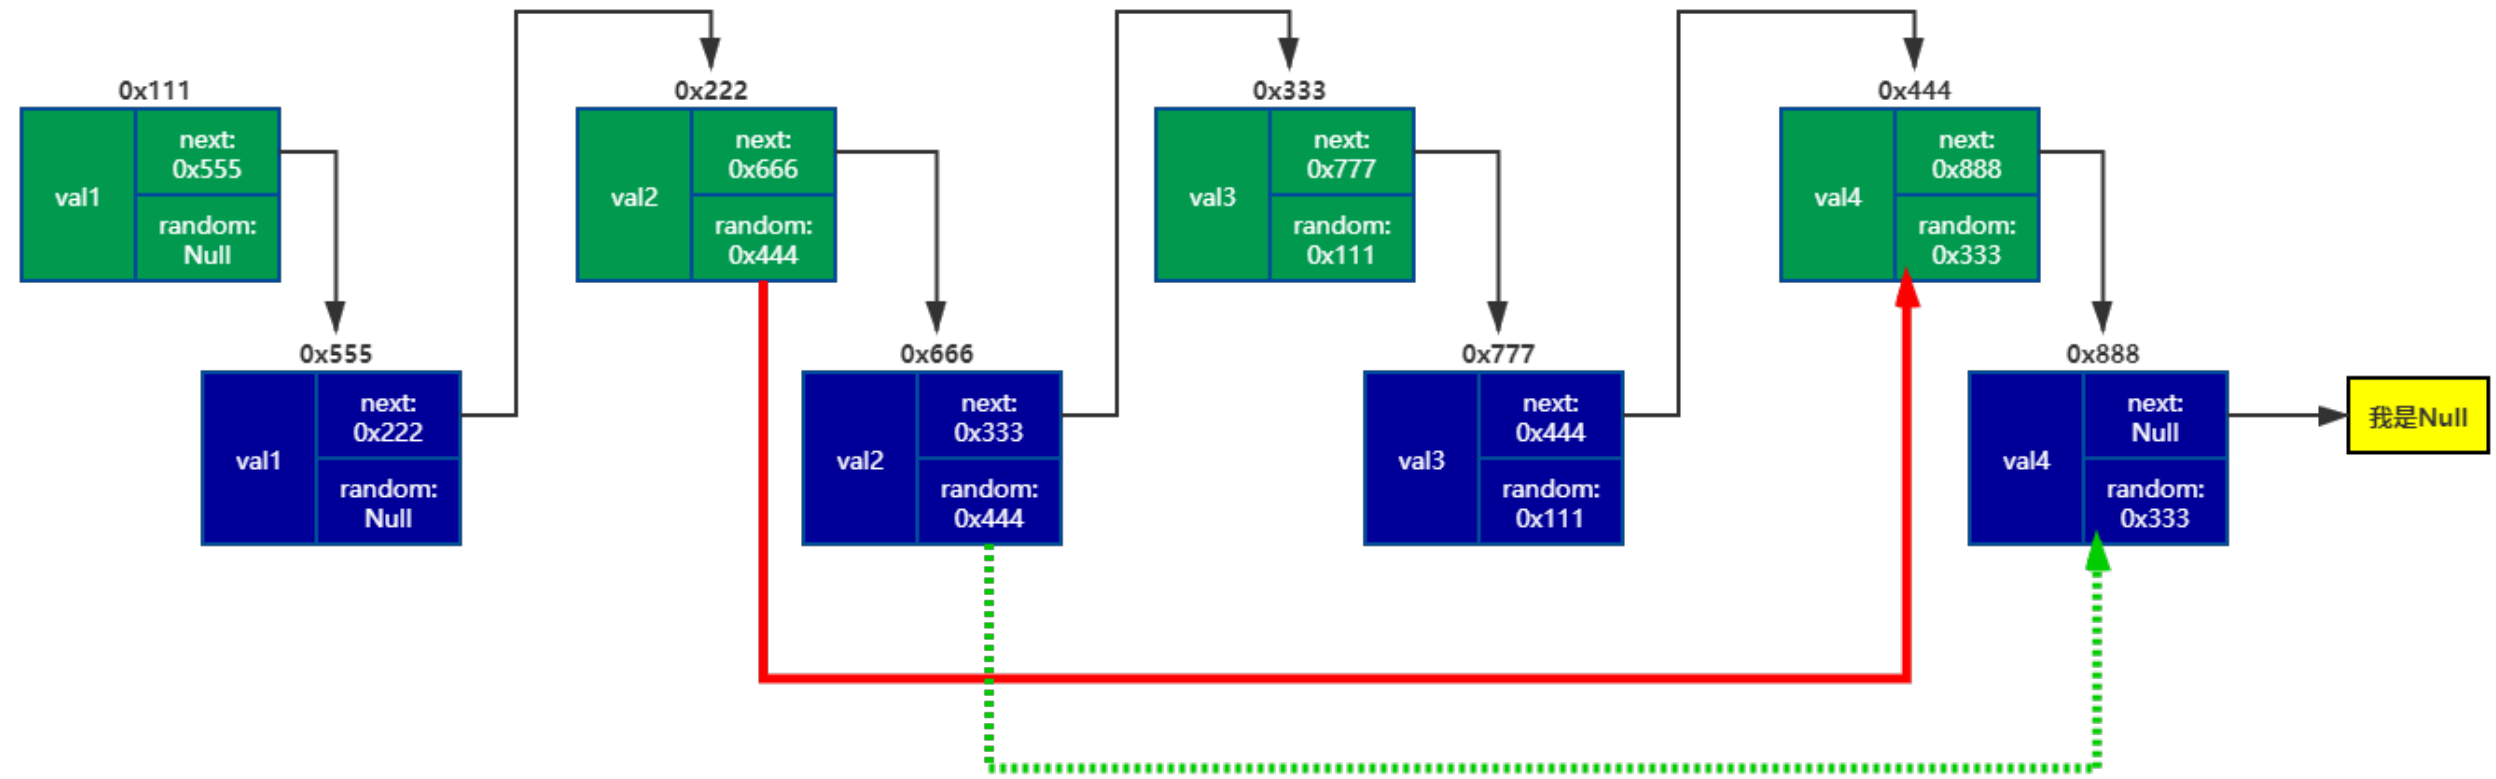 0x111
val1
next:
0x555
random:
Null
0x222
val2
next:
0x666
random:
0x444
0x333
val3
next:
0x777
random:
0x111
0x444
val4
next:
0x888
random:
0x333
0x555
val1
next:
0x222
random:
Null
0x666
val2
next:
0x333
random:
0x444
0x777
val3
next:
0x444
random:
0x111
0x888
val4
next:
Null
random:
0x333
我是Null